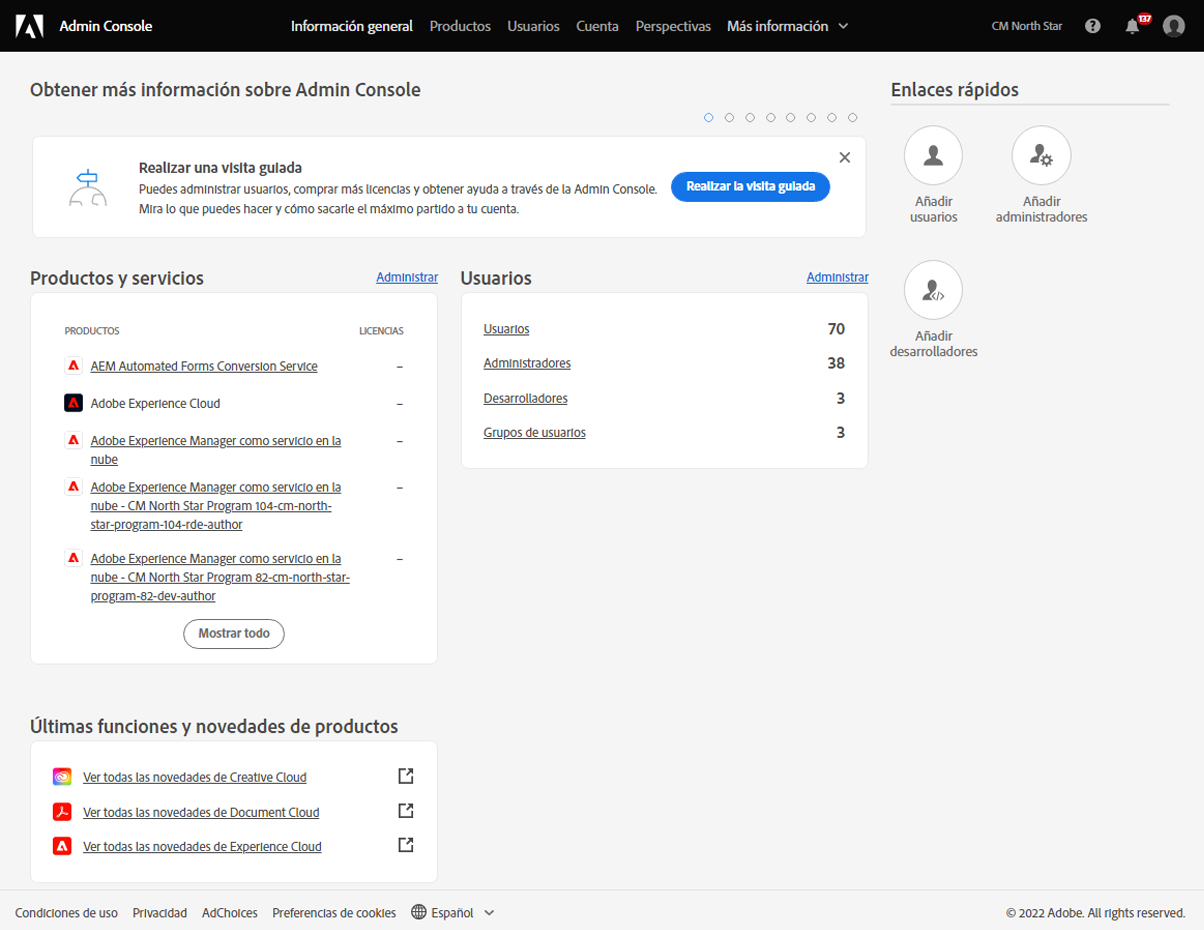 Admin Console
Información general
Productos
Usuarios
Cuenta
Perspectivas
Más información
CM North Star
137
Obtener más información sobre Admin Console
Realizar una visita guiada
Puedes administrar usuarios, comprar más licencias y obtener ayuda a través de la Admin Console.
Mira lo que puedes hacer y cómo sacarle el máximo partido a tu cuenta.
Realizar la visita guiada
Enlaces rápidos
Añadir
usuarios
Añadir
administradores
Añadir
desarrolladores
Productos y servicios
Administrar
PRODUCTOS
LICENCIAS
AEM Automated Forms Conversion Service
–
Adobe Experience Cloud
–
Adobe Experience Manager como servicio en la
nube
–
Adobe Experience Manager como servicio en la
nube - CM North Star Program 104-cm-north-
star-program-104-rde-author
–
Adobe Experience Manager como servicio en la
nube - CM North Star Program 82-cm-north-star-
program-82-dev-author
–
Mostrar todo
Usuarios
Administrar
Usuarios 70
Administradores 38
Desarrolladores 3
Grupos de usuarios 3
Últimas funciones y novedades de productos
Ver todas las novedades de Creative Cloud
Ver todas las novedades de Document Cloud
Ver todas las novedades de Experience Cloud
Condiciones de uso
Privacidad
AdChoices
Preferencias de cookies
Español
© 2022 Adobe. All rights reserved.